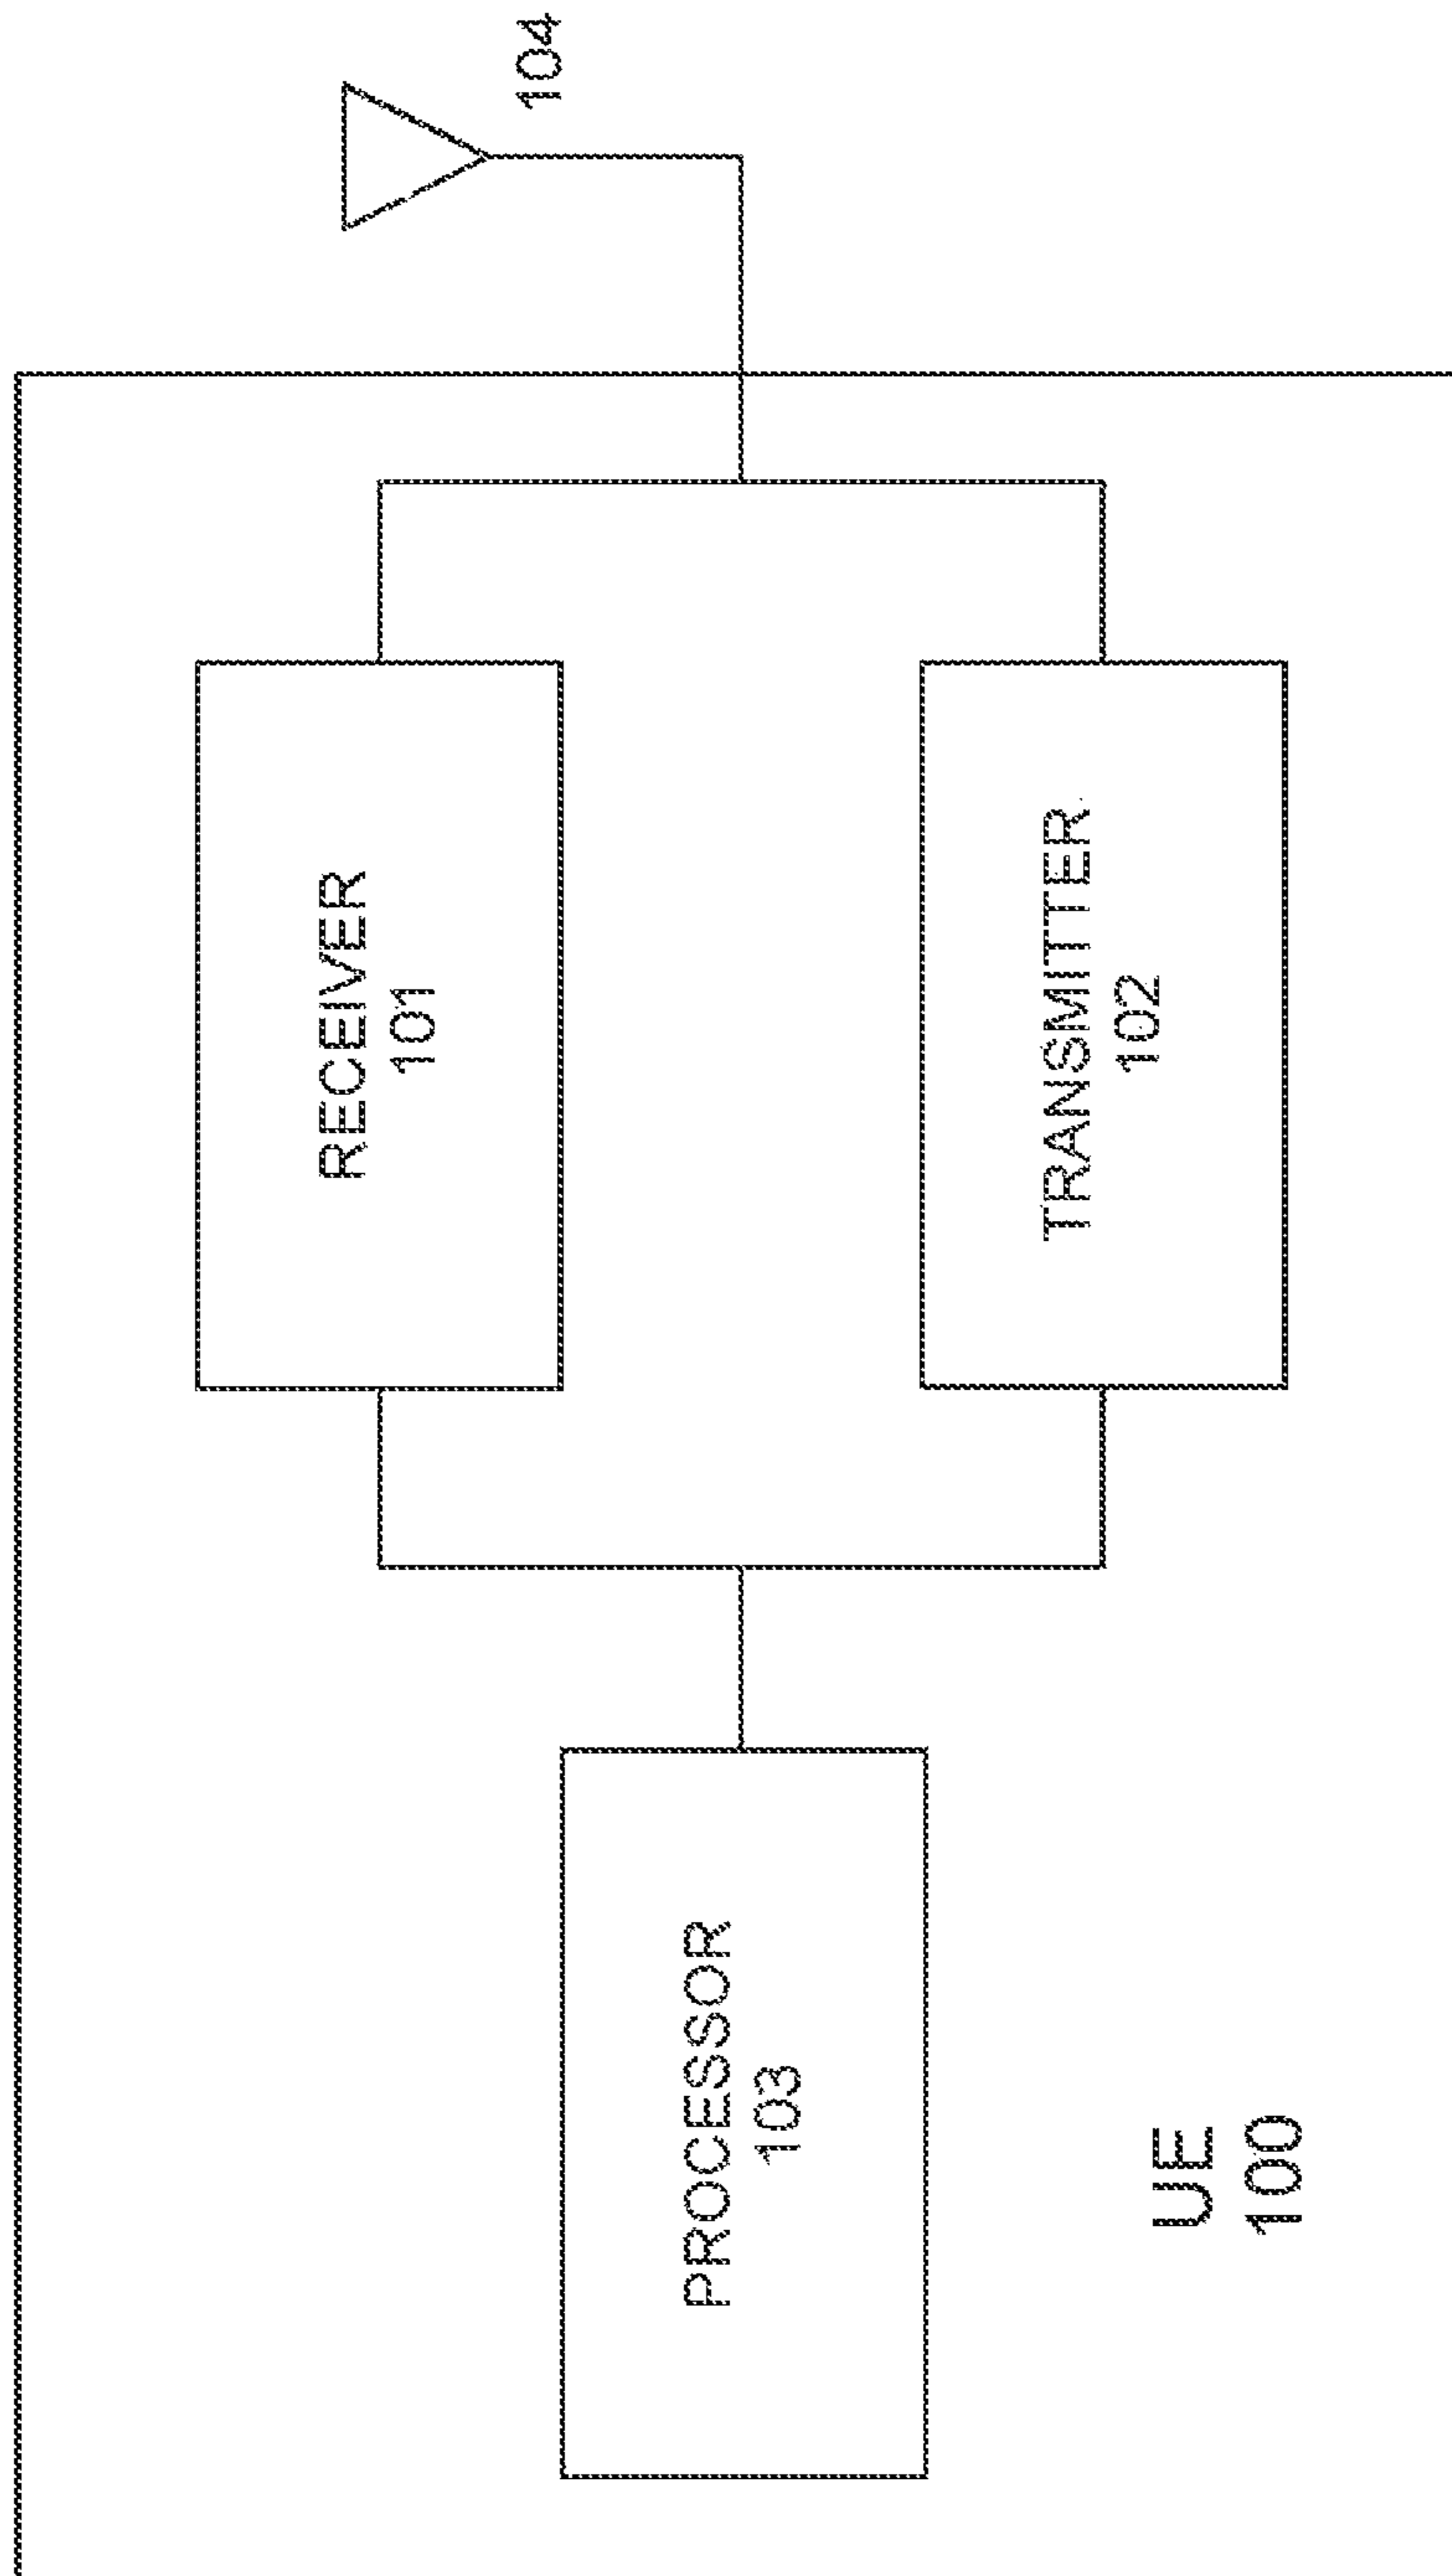 104
RECEIVER
101
TRANSMITTER
102
PROCESSOR
103
UE
100